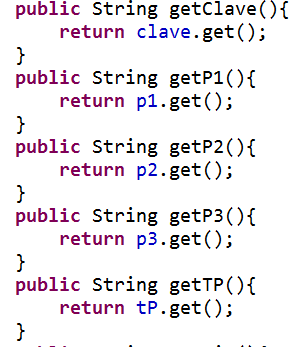 public String getClave(){
    return clave.get();
}
public String getP1(){
    return p1.get();
}
public String getP2(){
    return p2.get();
}
public String getP3(){
    return p3.get();
}
public String getTP(){
    return tP.get();
}